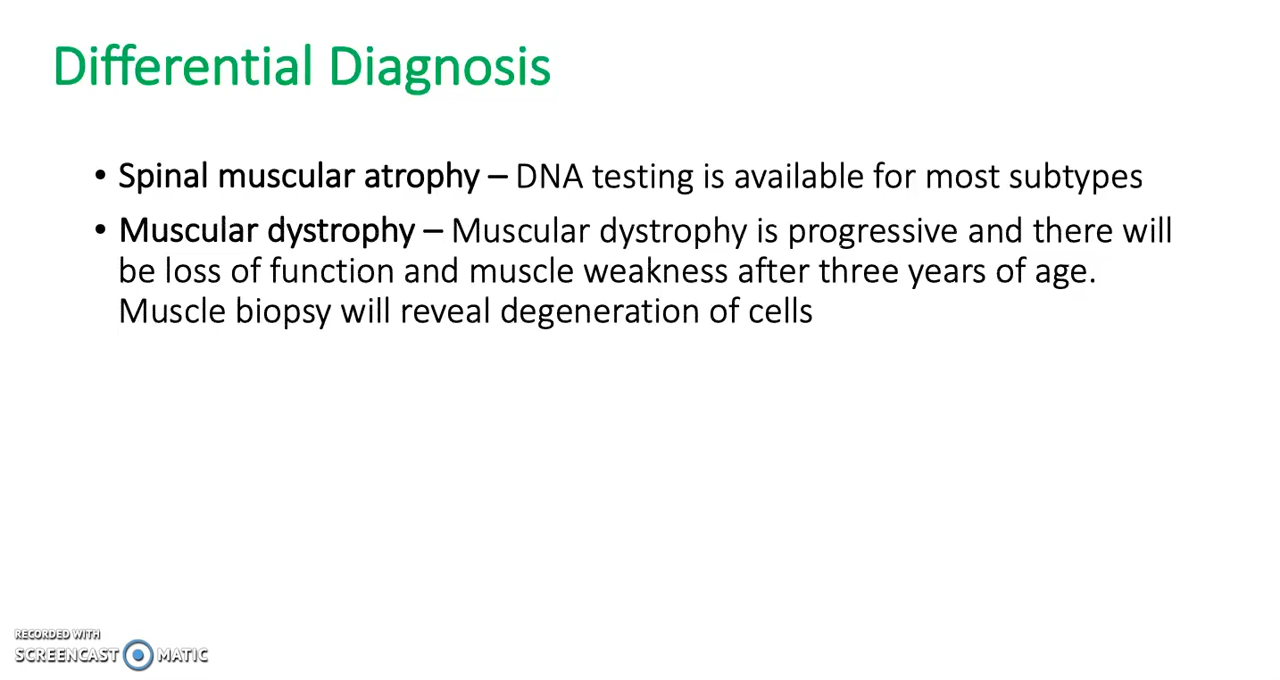 Differential Diagnosis
• Spinal muscular atrophy – DNA testing is available for most subtypes
• Muscular dystrophy – Muscular dystrophy is progressive and there will
be loss of function and muscle weakness after three years of age.
Muscle biopsy will reveal degeneration of cells
RECORDED WITH
SCREENCAST MATIC